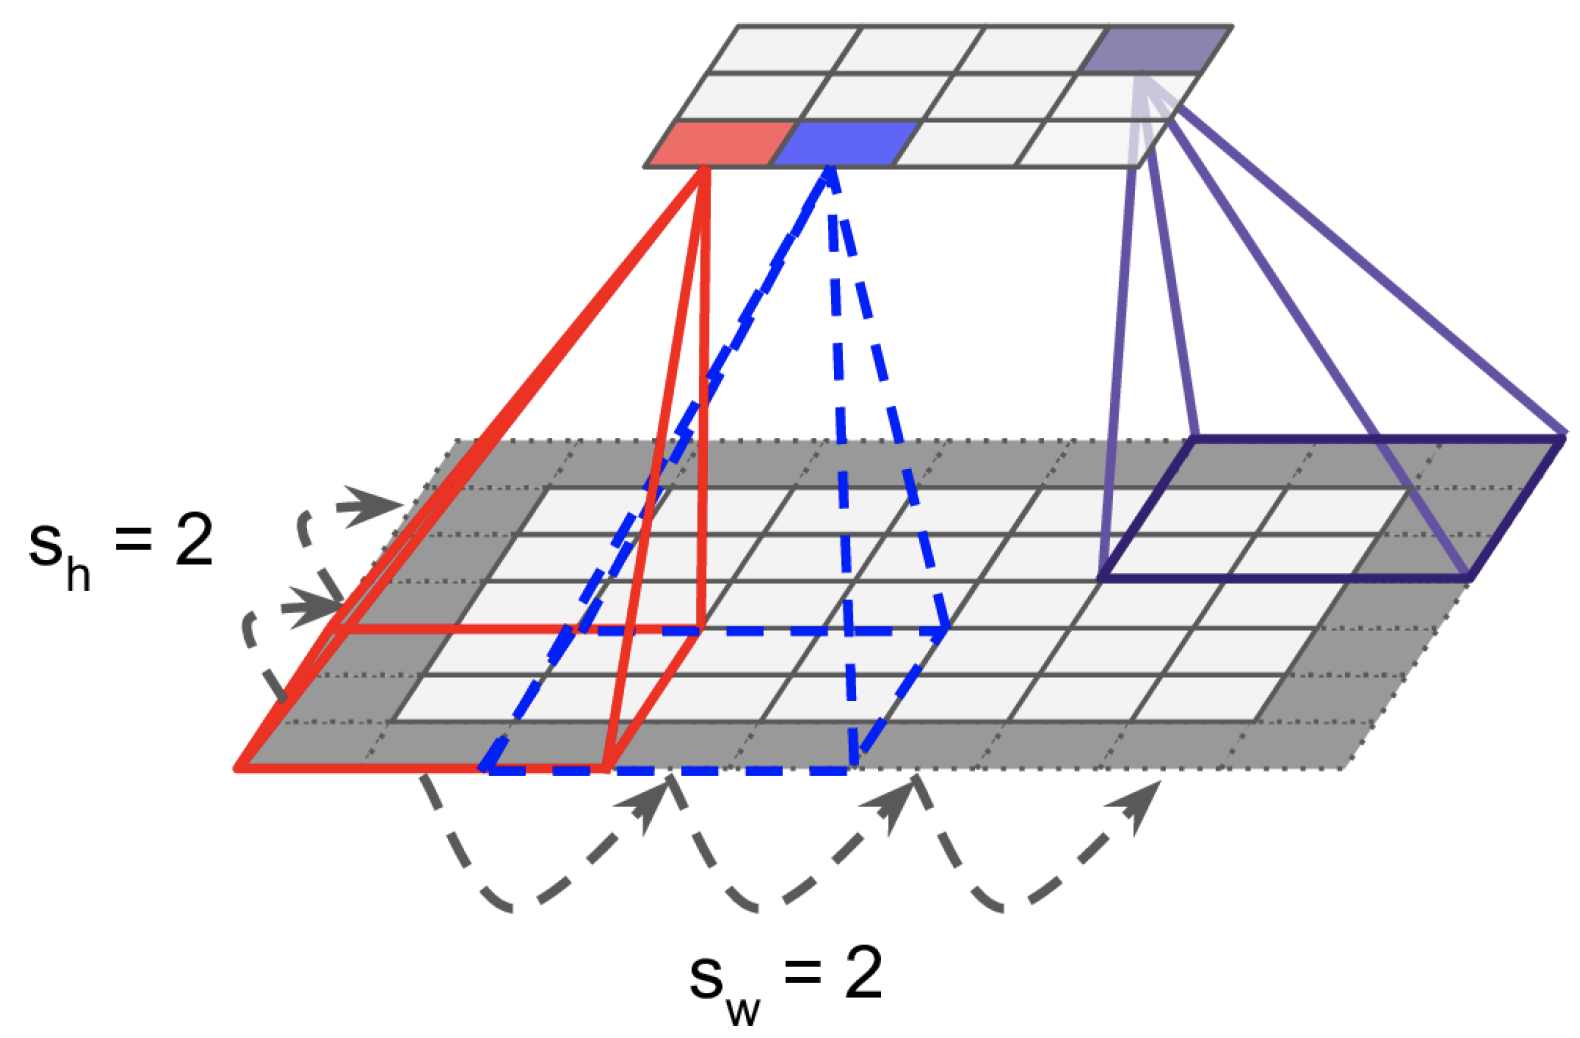 s_h = 2
s_w = 2